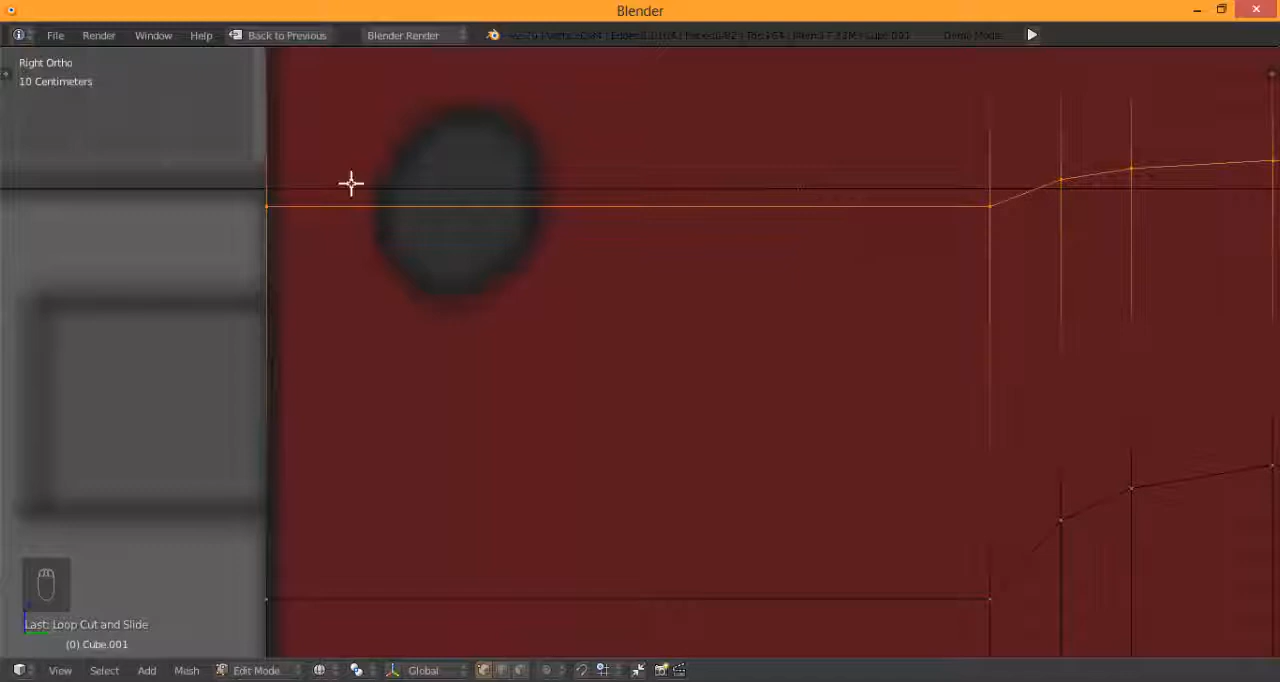 Blender
File Render Window Help Back to Previous Blender Render
Right Ortho
10 Centimeters
Last: Loop Cut and Slide
(0) Cube.001
View Select Add Mesh Edit Mode Global